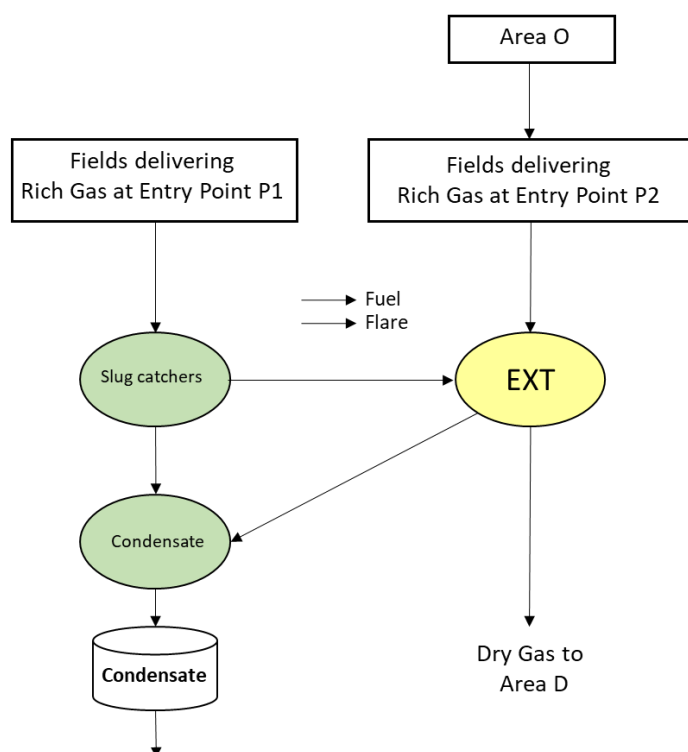 Area O
Fields delivering
Rich Gas at Entry Point P1
Fields delivering
Rich Gas at Entry Point P2
Fuel
Flare
Slug catchers
EXT
Condensate
Condensate
Dry Gas to
Area D